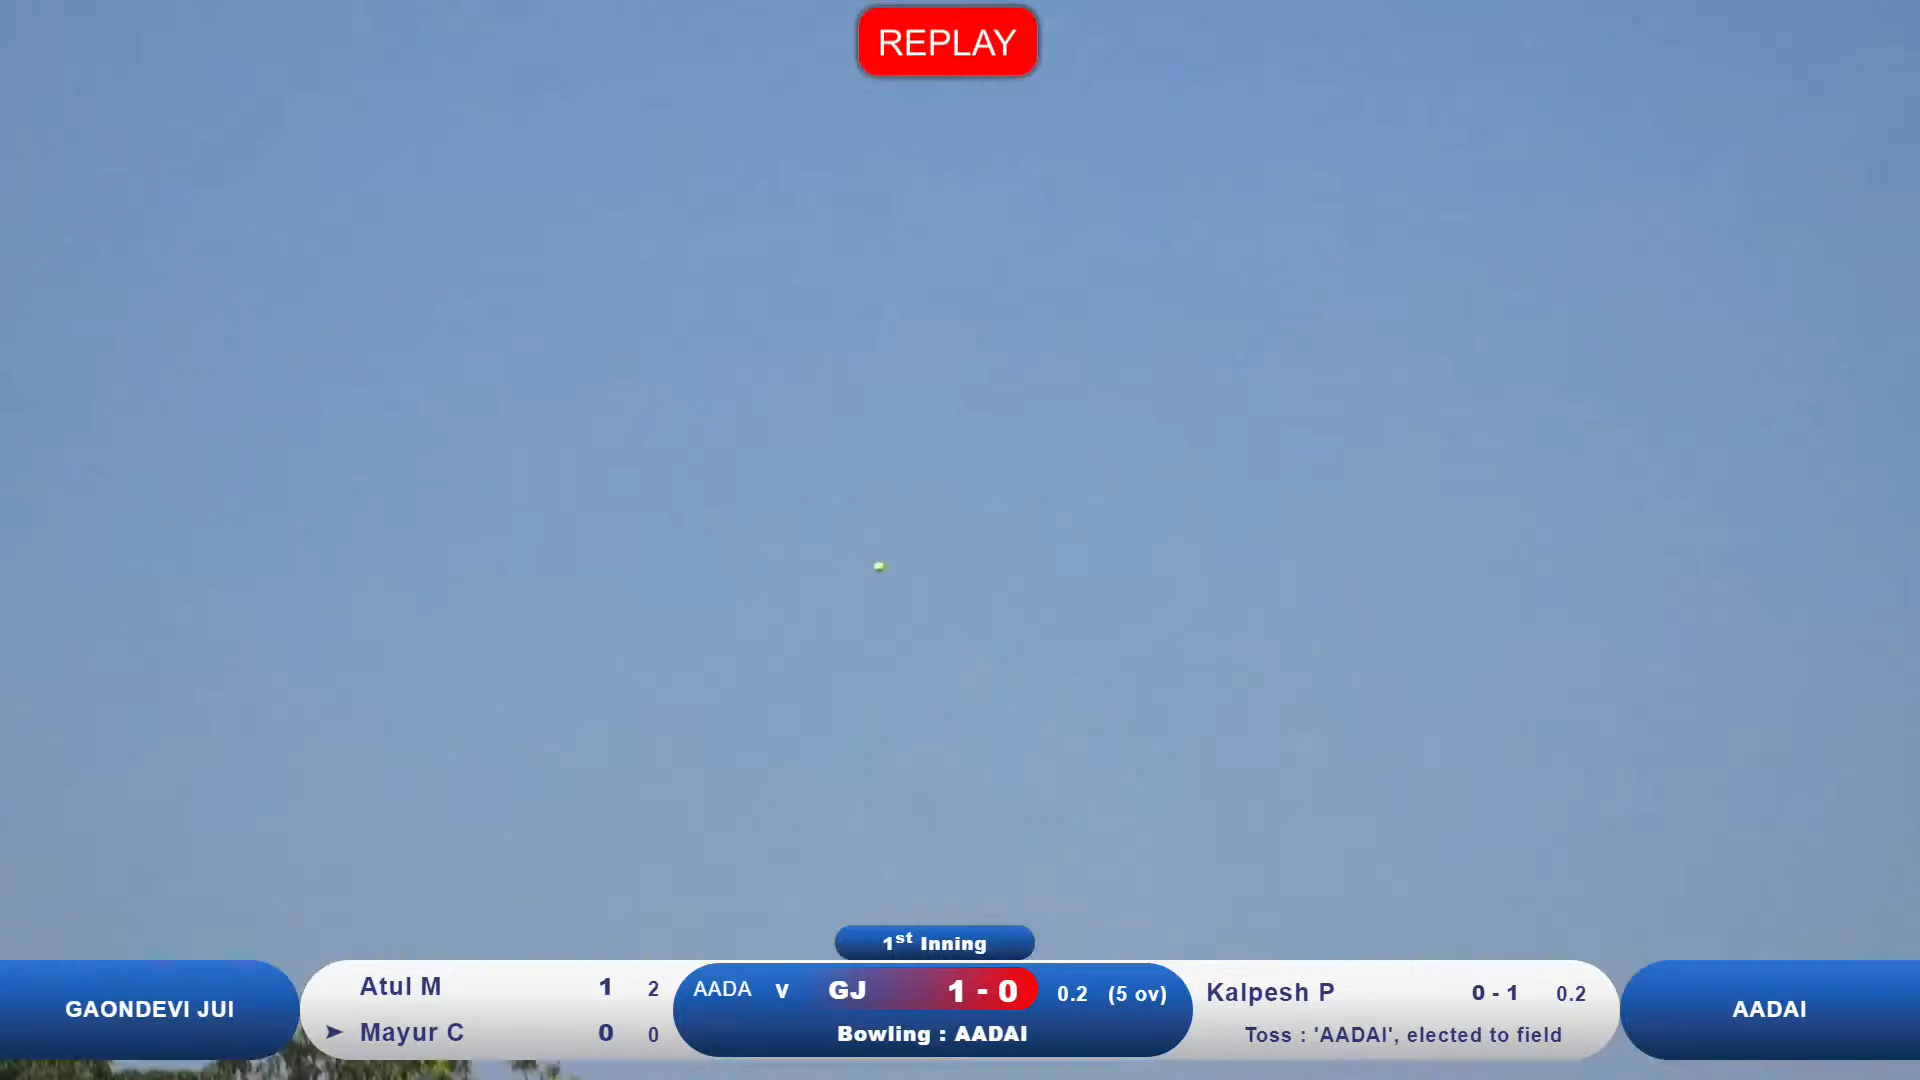 REPLAY
1st Inning
GAONDEVI JUI
Atul M 1 2
➤ Mayur C 0 0
AADA v GJ 1 - 0 0.2 (5 ov)
Bowling : AADAI
Kalpesh P 0 - 1 0.2
Toss : 'AADAI', elected to field
AADAI